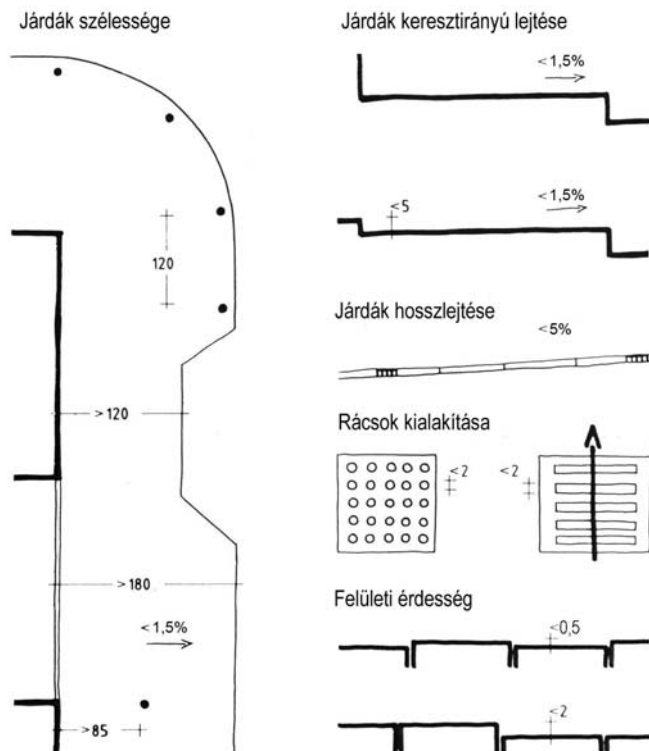 Járdák szélessége
120
>120
>180
<1,5%
>85
Járdák keresztirányú lejtése
<1,5%
<5
<1,5%
Járdák hosszlejtése
<5%
Rácsok kialakítása
<2
<2
Felületi érdesség
<0,5
<2